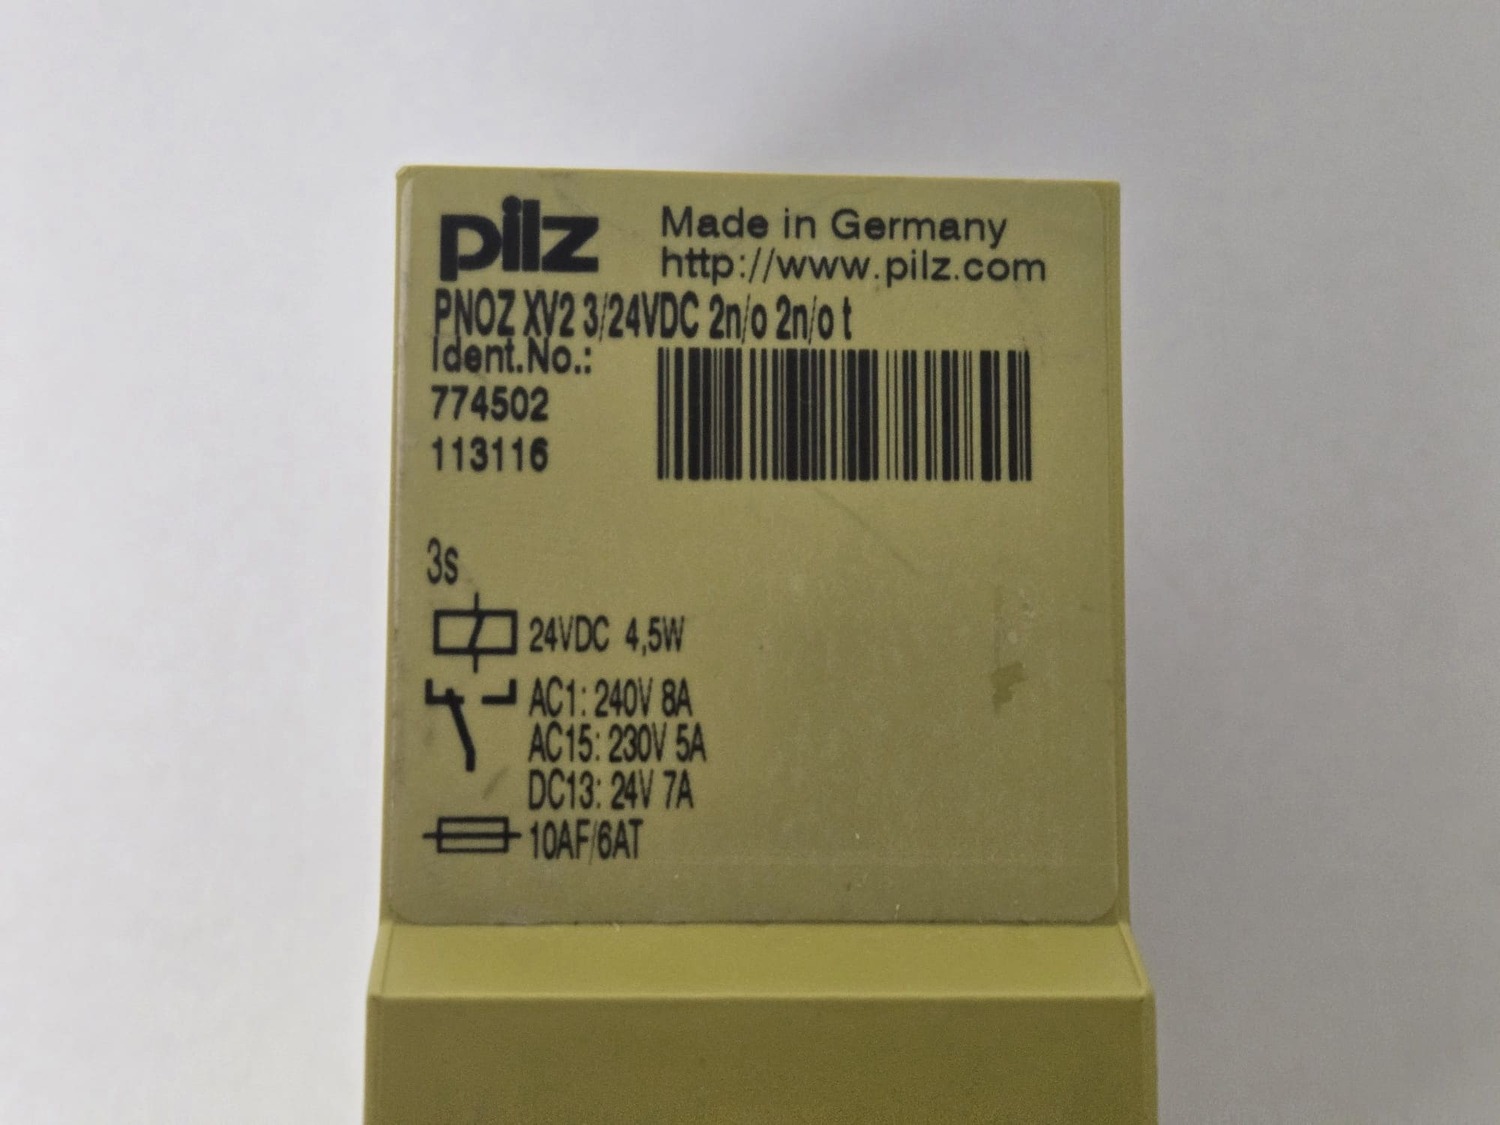 pilz
Made in Germany
http://www.pilz.com
PNOZ XV2 3/24VDC 2n/o 2n/o t
Ident.No.:
774502
113116
3s
24VDC 4,5W
AC1: 240V 8A
AC15: 230V 5A
DC13: 24V 7A
10AF/6AT